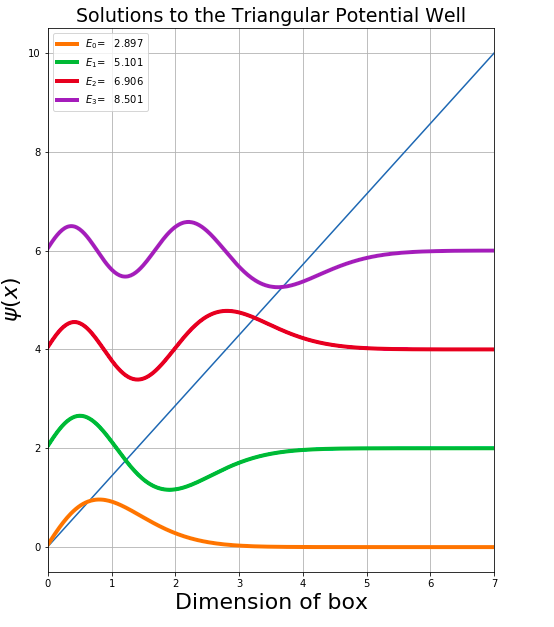 Solutions to the Triangular Potential Well
E₀= 2.897
E₁= 5.101
E₂= 6.906
E₃= 8.501
10
8
6
4
2
0
ψ(x)
0 1 2 3 4 5 6 7
Dimension of box